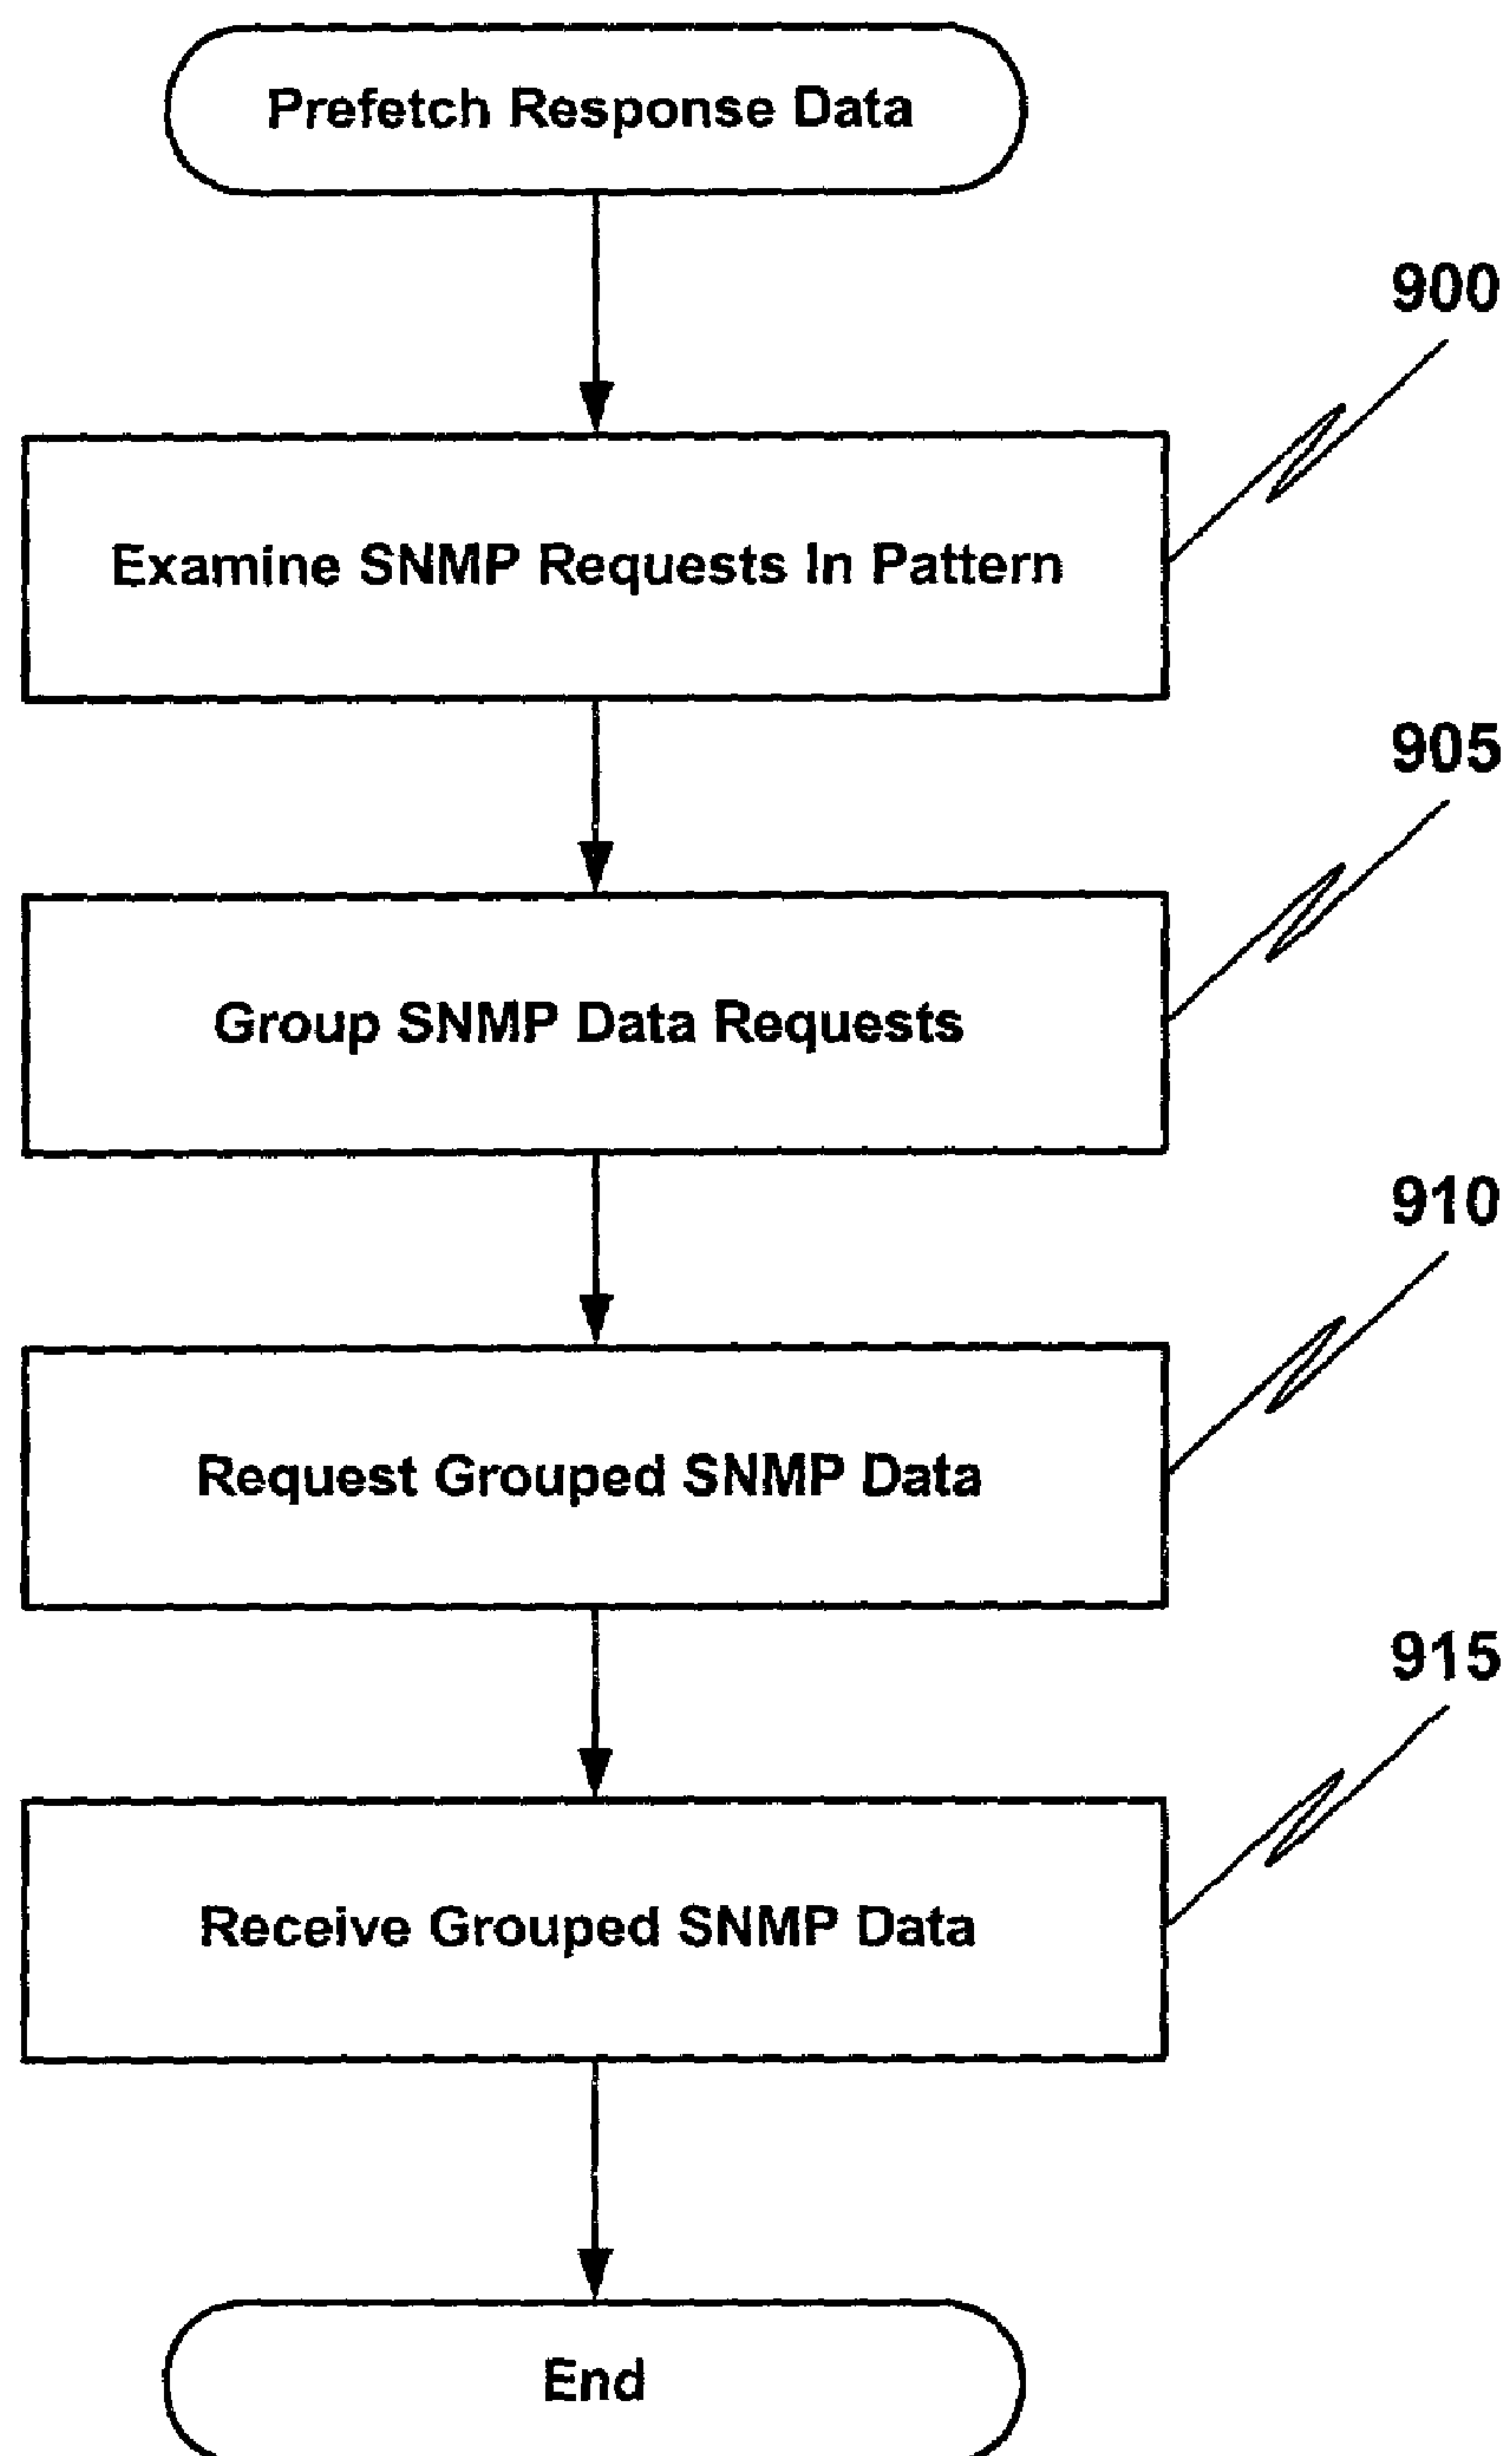 Prefetch Response Data
900
Examine SNMP Requests In Pattern
905
Group SNMP Data Requests
910
Request Grouped SNMP Data
915
Receive Grouped SNMP Data
End